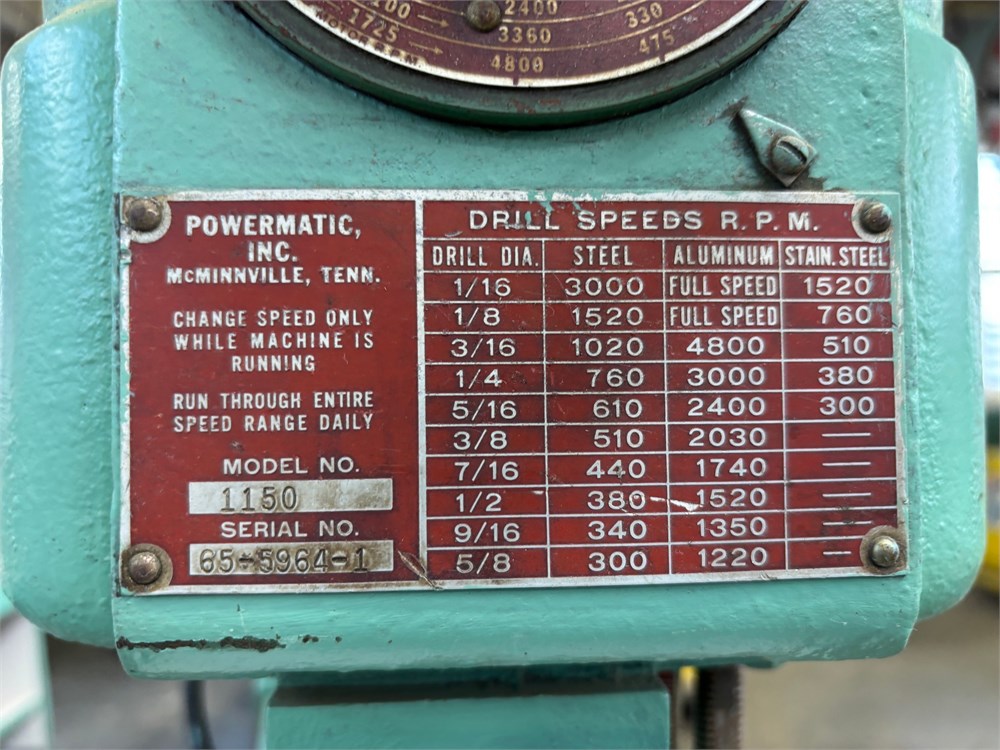 2400
330
1725
MOTOR R.P.M.
3360
475
4800
POWERMATIC,
INC.
McMINNVILLE, TENN.
CHANGE SPEED ONLY
WHILE MACHINE IS
RUNNING
RUN THROUGH ENTIRE
SPEED RANGE DAILY
MODEL NO.
1150
SERIAL NO.
65-5964-1
DRILL SPEEDS R.P.M.
DRILL DIA. STEEL ALUMINUM STAIN. STEEL
1/16 3000 FULL SPEED 1520
1/8 1520 FULL SPEED 760
3/16 1020 4800 510
1/4 760 3000 380
5/16 610 2400 300
3/8 510 2030 —
7/16 440 1740 —
1/2 380 1520 —
9/16 340 1350 —
5/8 300 1220 —